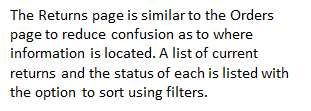 The Returns page is similar to the Orders
page to reduce confusion as to where
information is located. A list of current
returns and the status of each is listed with
the option to sort using filters.